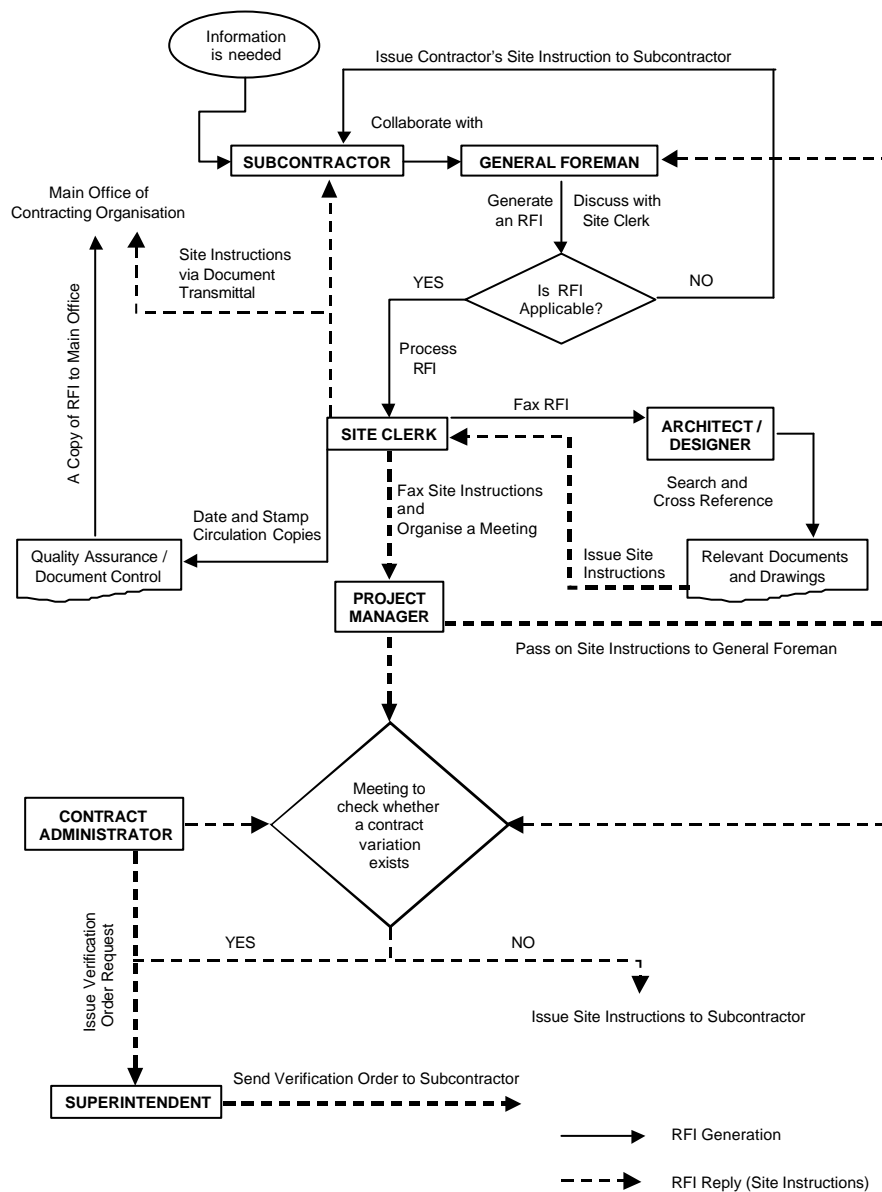 Information
is needed
Issue Contractor's Site Instruction to Subcontractor
Collaborate with
SUBCONTRACTOR
GENERAL FOREMAN
Main Office of
Contracting Organisation
Generate
an RFI
Discuss with
Site Clerk
Site Instructions
via Document
Transmittal
YES
Is RFI
Applicable?
NO
Process
RFI
A Copy of RFI to Main Office
Fax RFI
SITE CLERK
ARCHITECT /
DESIGNER
Search and
Cross Reference
Fax Site Instructions
and
Organise a Meeting
Date and Stamp
Circulation Copies
Quality Assurance /
Document Control
Issue Site
Instructions
Relevant Documents
and Drawings
PROJECT
MANAGER
Pass on Site Instructions to General Foreman
Meeting to
check whether
a contract
variation
exists
CONTRACT
ADMINISTRATOR
YES
NO
Issue Verification
Order Request
Issue Site Instructions to Subcontractor
Send Verification Order to Subcontractor
SUPERINTENDENT
RFI Generation
RFI Reply (Site Instructions)